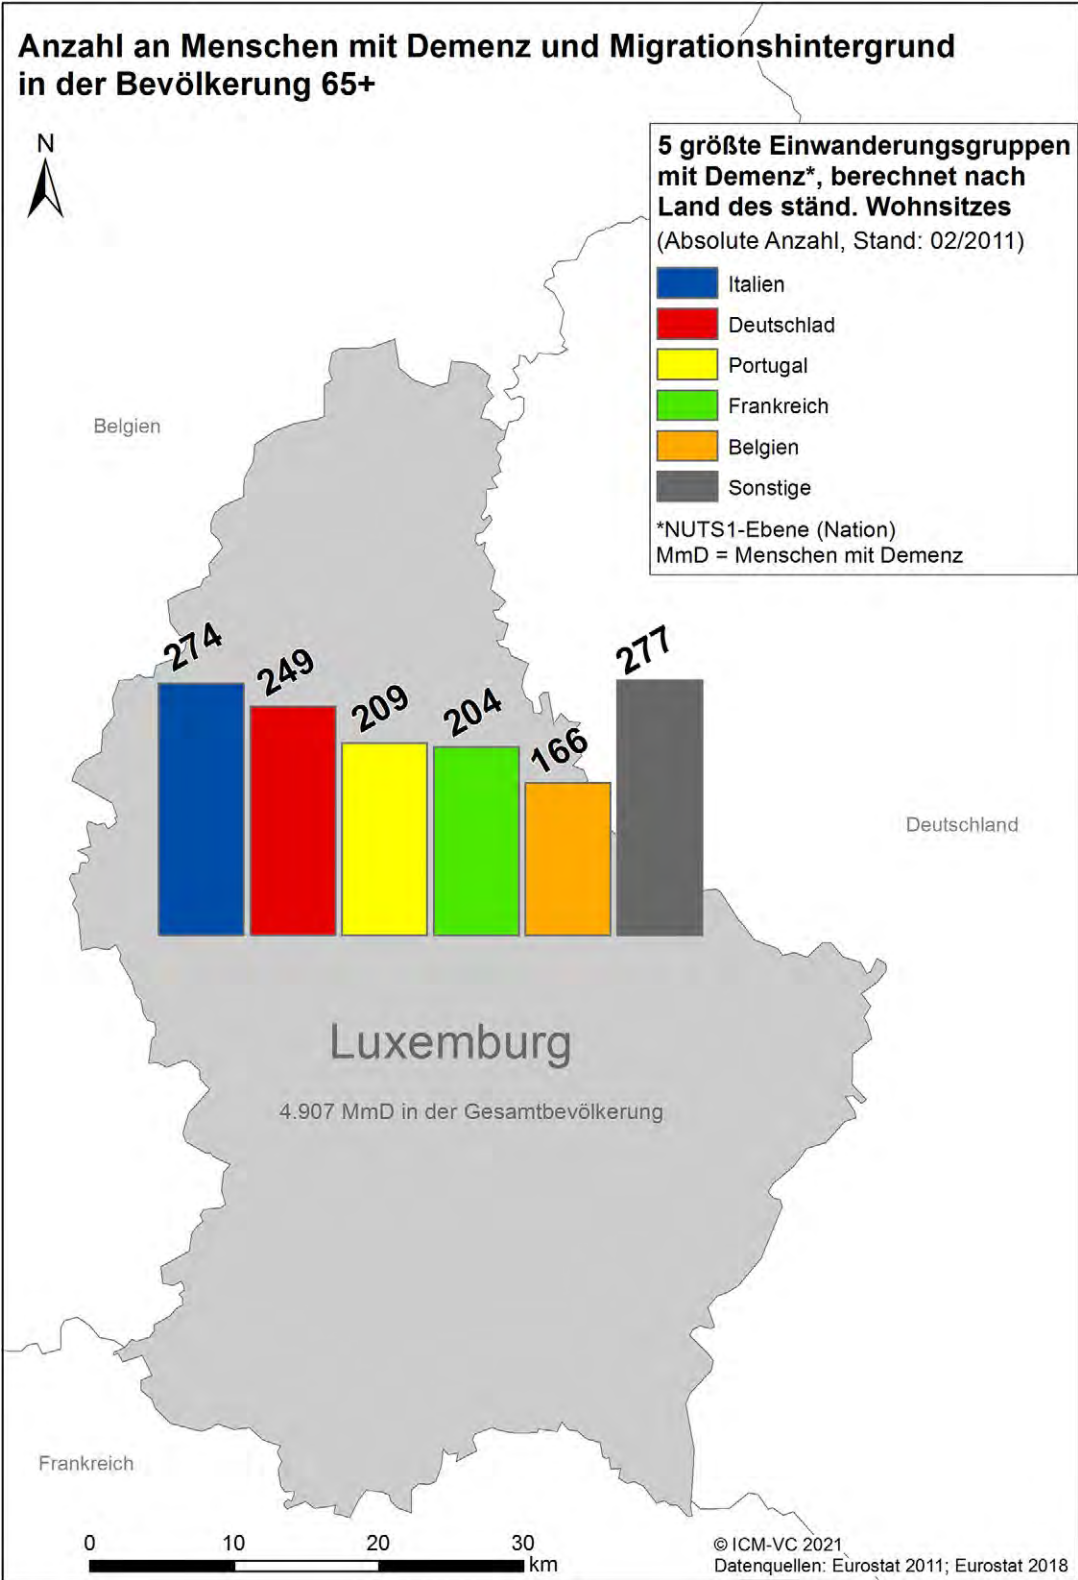 Anzahl an Menschen mit Demenz und Migrationshintergrund
in der Bevölkerung 65+
N
5 größte Einwanderungsgruppen
mit Demenz*, berechnet nach
Land des ständ. Wohnsitzes
(Absolute Anzahl, Stand: 02/2011)
Italien
Deutschlad
Portugal
Frankreich
Belgien
Sonstige
*NUTS1-Ebene (Nation)
MmD = Menschen mit Demenz
Belgien
274
249
209
204
166
277
Deutschland
Luxemburg
4.907 MmD in der Gesamtbevölkerung
Frankreich
0 10 20 30
km
© ICM-VC 2021
Datenquellen: Eurostat 2011; Eurostat 2018